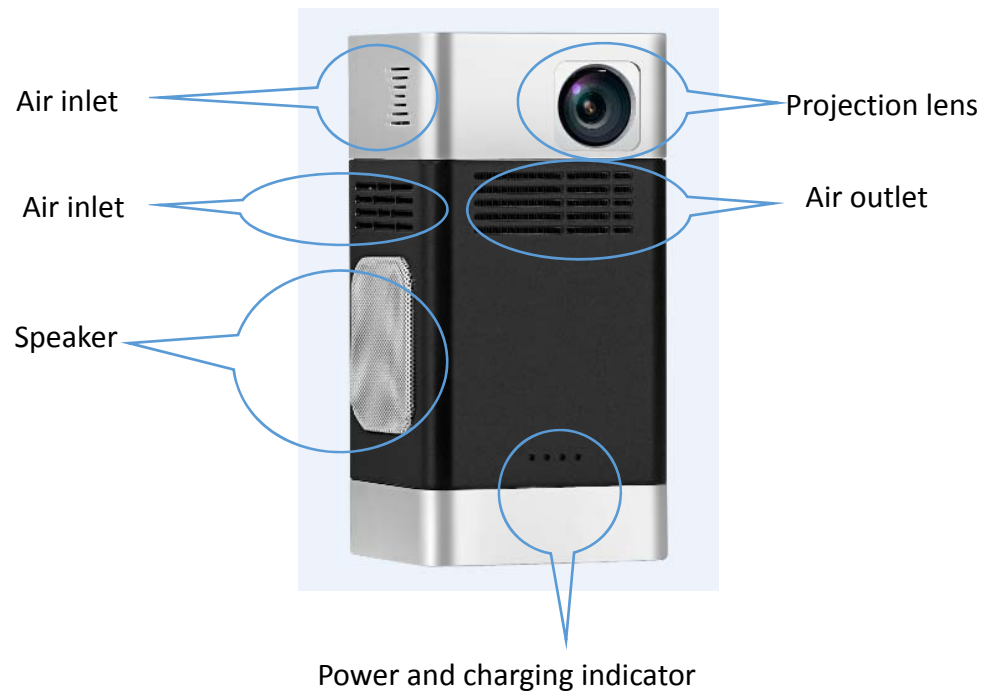 Air inlet
Projection lens
Air inlet
Air outlet
Speaker
Power and charging indicator